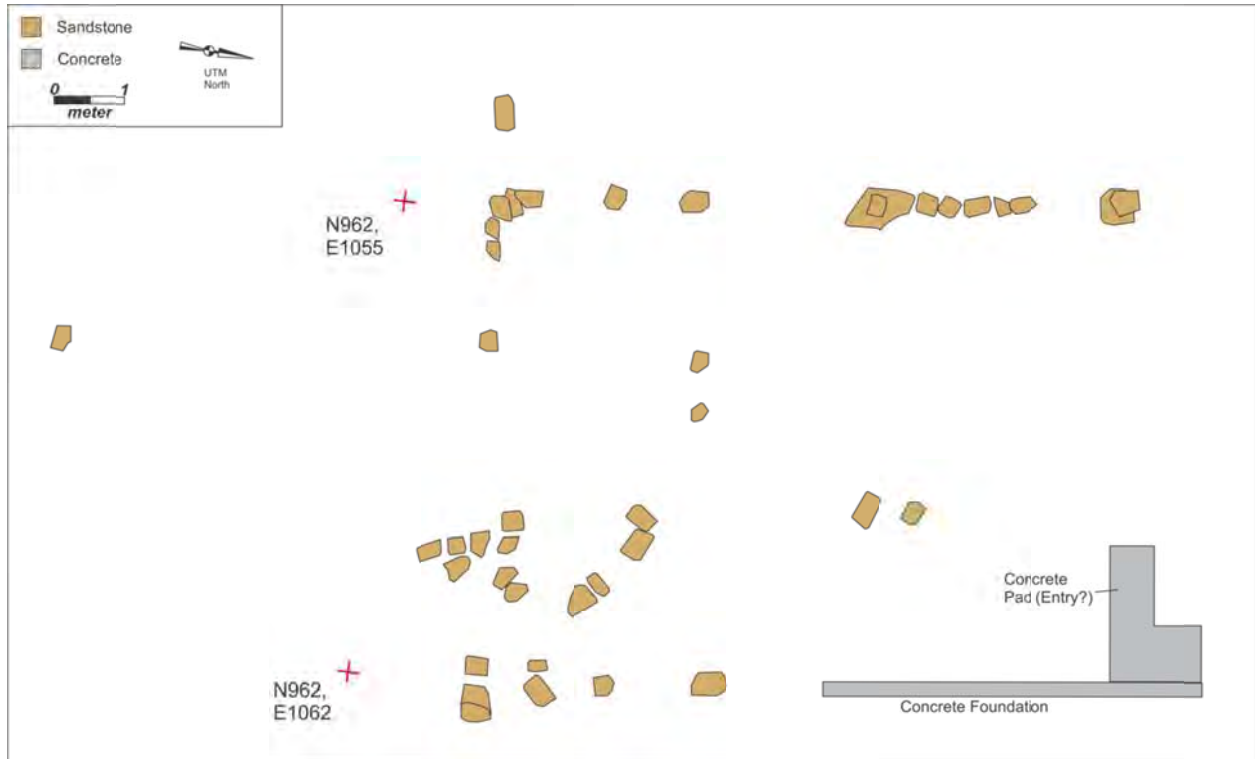 Sandstone
Concrete
UTM
North
0 1
meter
N962,
E1055
N962,
E1062
Concrete
Pad (Entry?)
Concrete Foundation